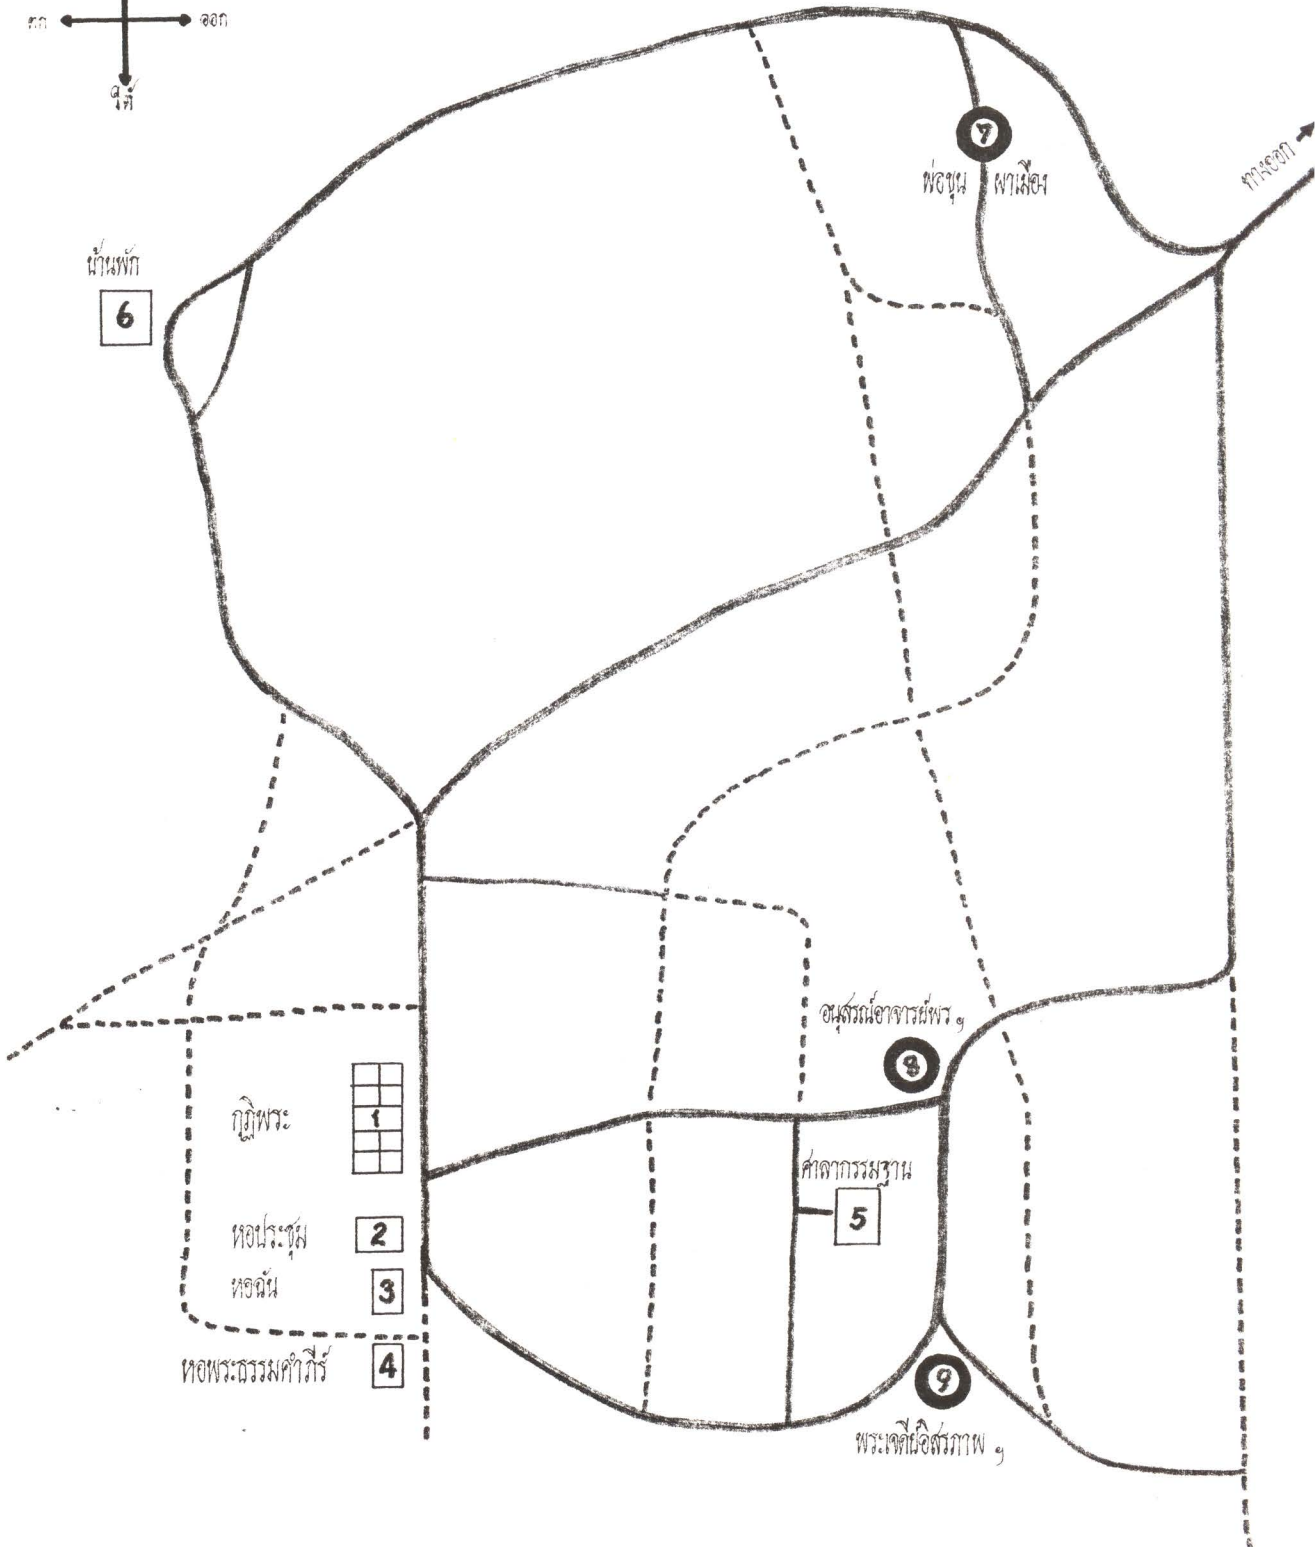 ตก ออก
ใต้
7
พ่อขุน ผาเมือง
ทางออก
บ้านพัก
6
อนุสรณ์อาจารย์พร ฯ
8
กุฏิพระ
1
ศาลากรรมฐาน
5
หอประชุม
2
หอฉัน
3
หอพระธรรมคำภีร์
4
9
พระเจดีย์อิสรภาพ ฯ